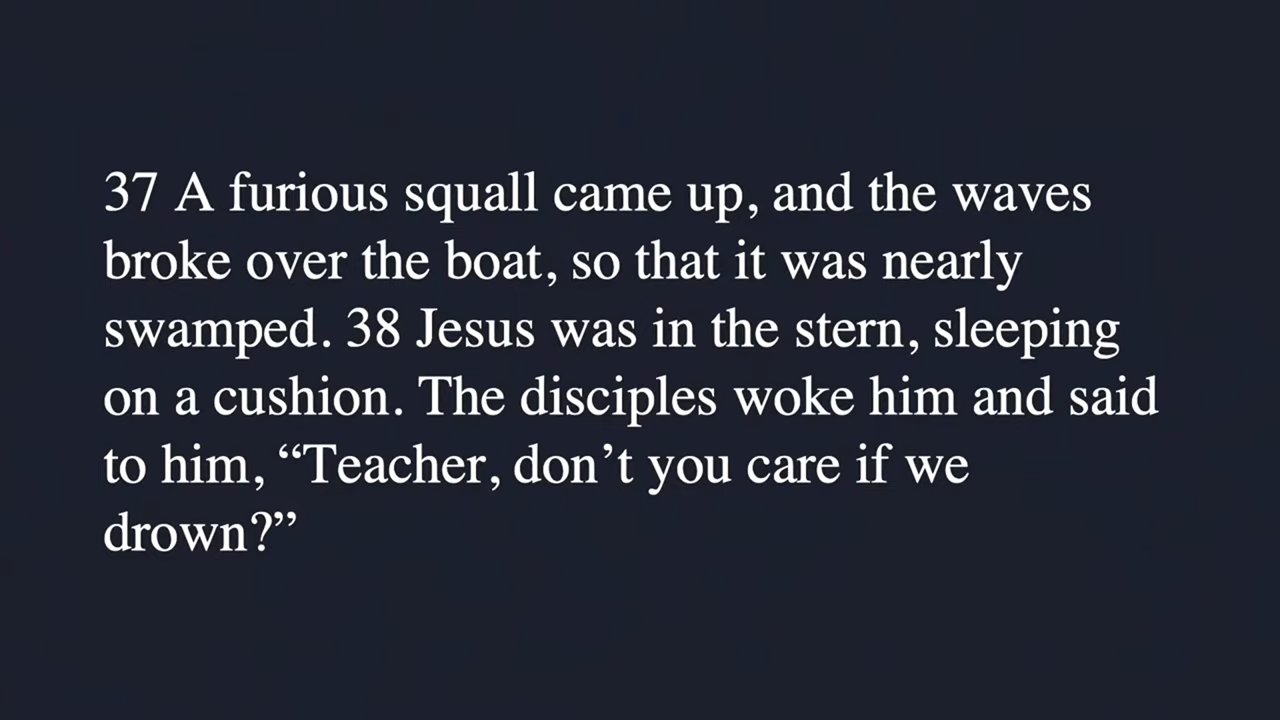 37 A furious squall came up, and the waves
broke over the boat, so that it was nearly
swamped. 38 Jesus was in the stern, sleeping
on a cushion. The disciples woke him and said
to him, “Teacher, don’t you care if we
drown?”